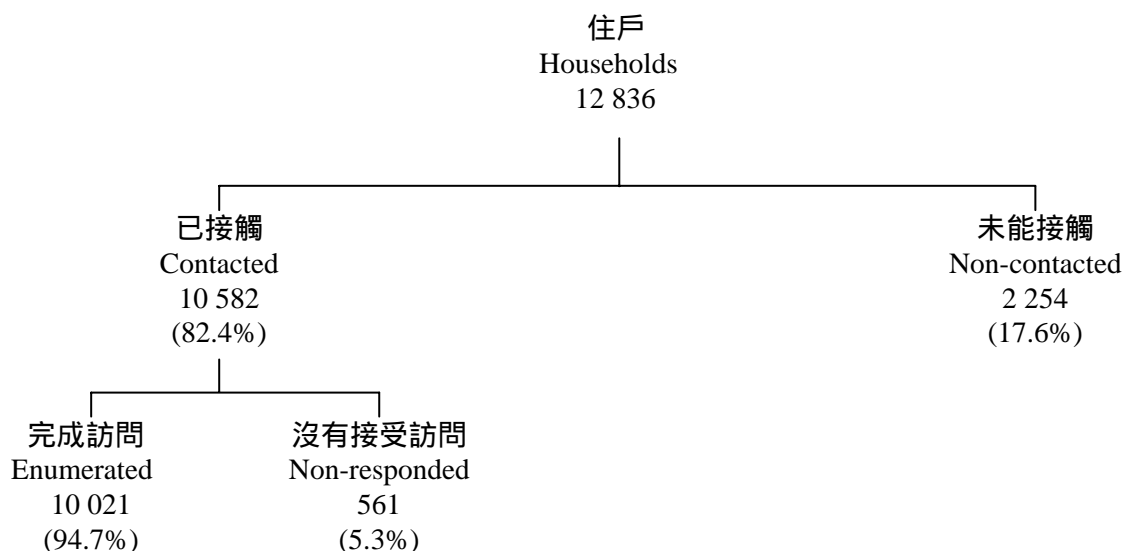 住戶
Households
12 836
已接觸
Contacted
10 582
(82.4%)
未能接觸
Non-contacted
2 254
(17.6%)
完成訪問
Enumerated
10 021
(94.7%)
沒有接受訪問
Non-responded
561
(5.3%)